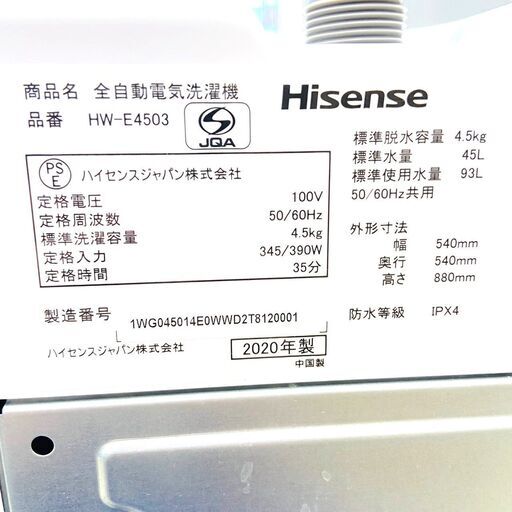 商品名 全自動電気洗濯機
品番 HW-E4503
JQA
Hisense
PS
E
ハイセンスジャパン株式会社
定格電圧 100V
定格周波数 50/60Hz
標準洗濯容量 4.5kg
定格入力 345/390W
定格時間 35分
製造番号 1WG045014E0WWD2T8120001
ハイセンスジャパン株式会社
2020年製
中国製
標準脱水容量 4.5kg
標準水量 45L
標準使用水量 93L
50/60Hz共用
外形寸法
幅 540mm
奥行 540mm
高さ 880mm
防水等級 IPX4